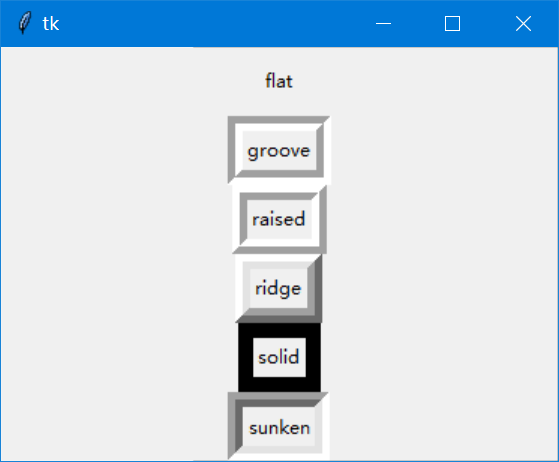 tk
flat
groove
raised
ridge
solid
sunken